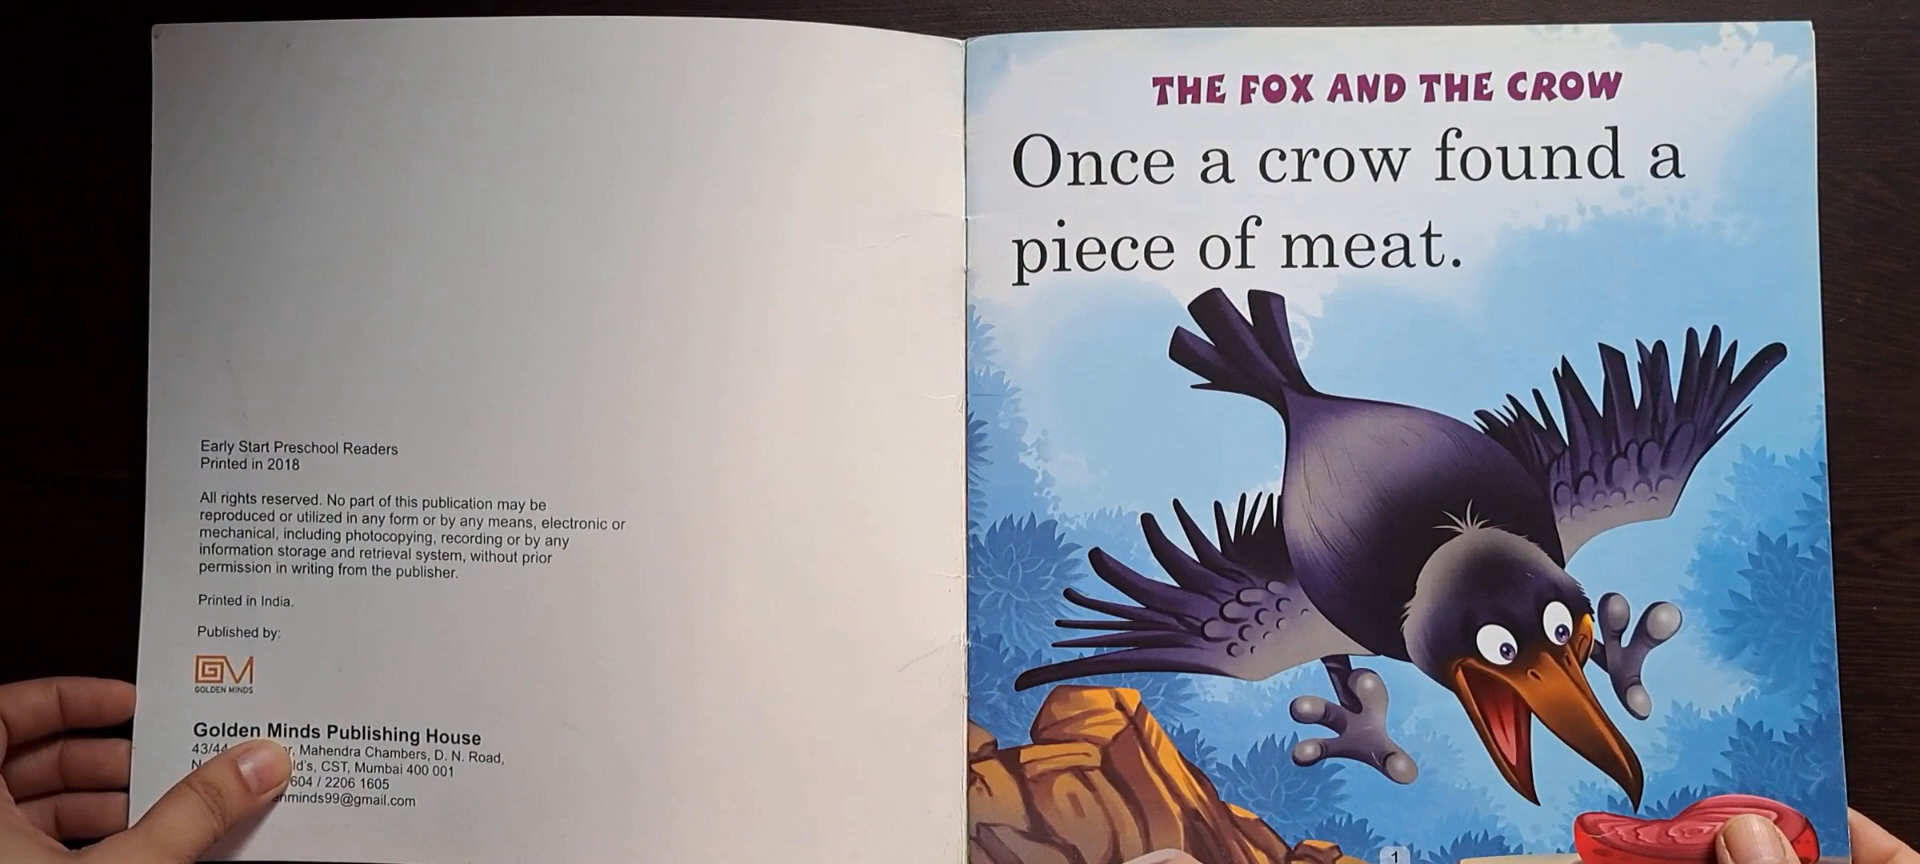 Early Start Preschool Readers
Printed in 2018
All rights reserved. No part of this publication may be
reproduced or utilized in any form or by any means, electronic or
mechanical, including photocopying, recording or by any
information storage and retrieval system, without prior
permission in writing from the publisher.
Printed in India.
Published by:
GM
GOLDEN MINDS
Golden Minds Publishing House
43/44 Mahendra Chambers, D. N. Road,
CST, Mumbai 400 001
604 / 2206 1605
THE FOX AND THE CROW
Once a crow found a
piece of meat.
1